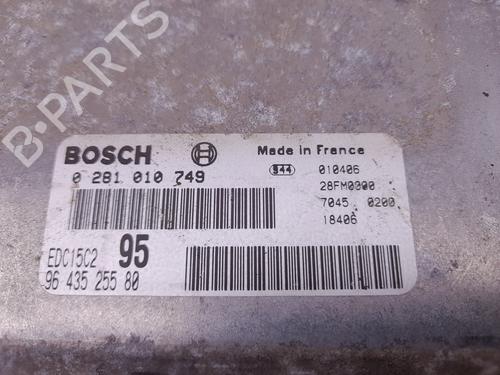 B-PARTS
BOSCH
Made in France
0 281 010 749
944 010406
28FM0000
7045 0200
18406
EDC15C2 95
96 435 255 80